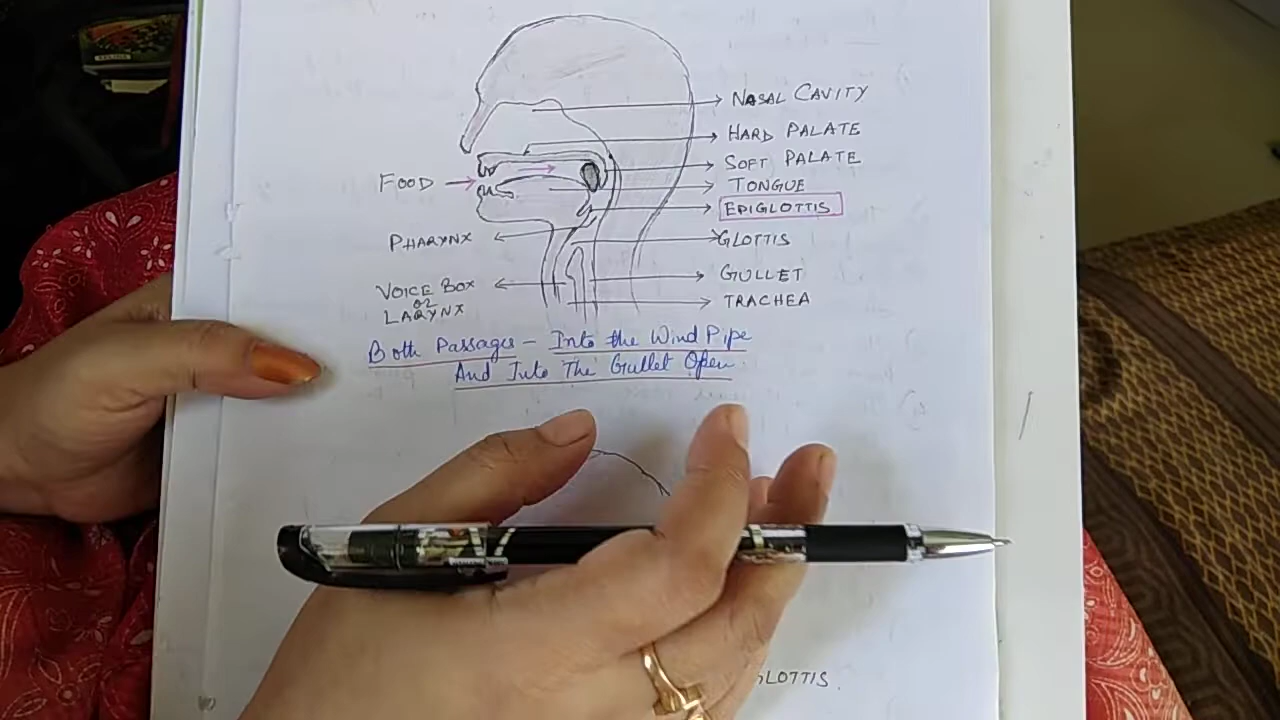 NASAL CAVITY
HARD PALATE
SOFT PALATE
FOOD
TONGUE
EPIGLOTTIS
PHARYNX
GLOTTIS
GULLET
VOICE BOX
OR
LARYNX
TRACHEA
Both Passages - Into the Wind Pipe
And Into The Gullet Open
GLOTTIS